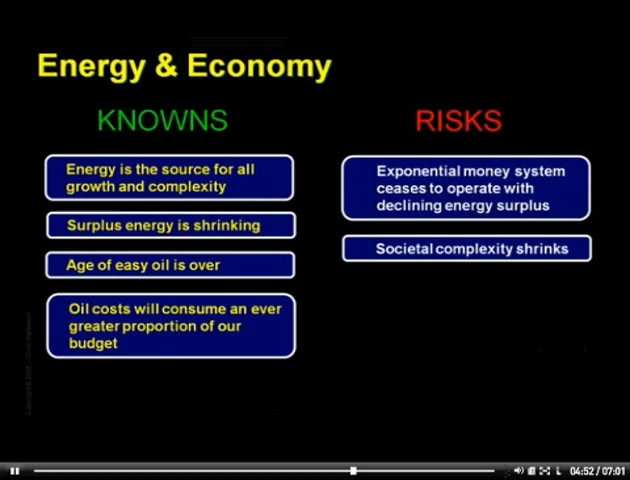 Energy & Economy
KNOWNS
Energy is the source for all
growth and complexity
Surplus energy is shrinking
Age of easy oil is over
Oil costs will consume an ever
greater proportion of our
budget
RISKS
Exponential money system
ceases to operate with
declining energy surplus
Societal complexity shrinks
04:52 / 07:01